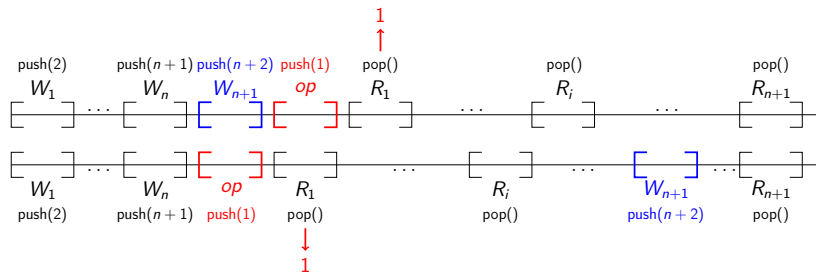 1
push(2) push(n + 1) push(n + 2) push(1) pop() pop() pop()
W1 Wn Wn+1 op R1 Ri Rn+1
... ... ... ...
... ... ... ...
W1 Wn op R1 Ri Wn+1 Rn+1
push(2) push(n + 1) push(1) pop() pop() push(n + 2) pop()
1